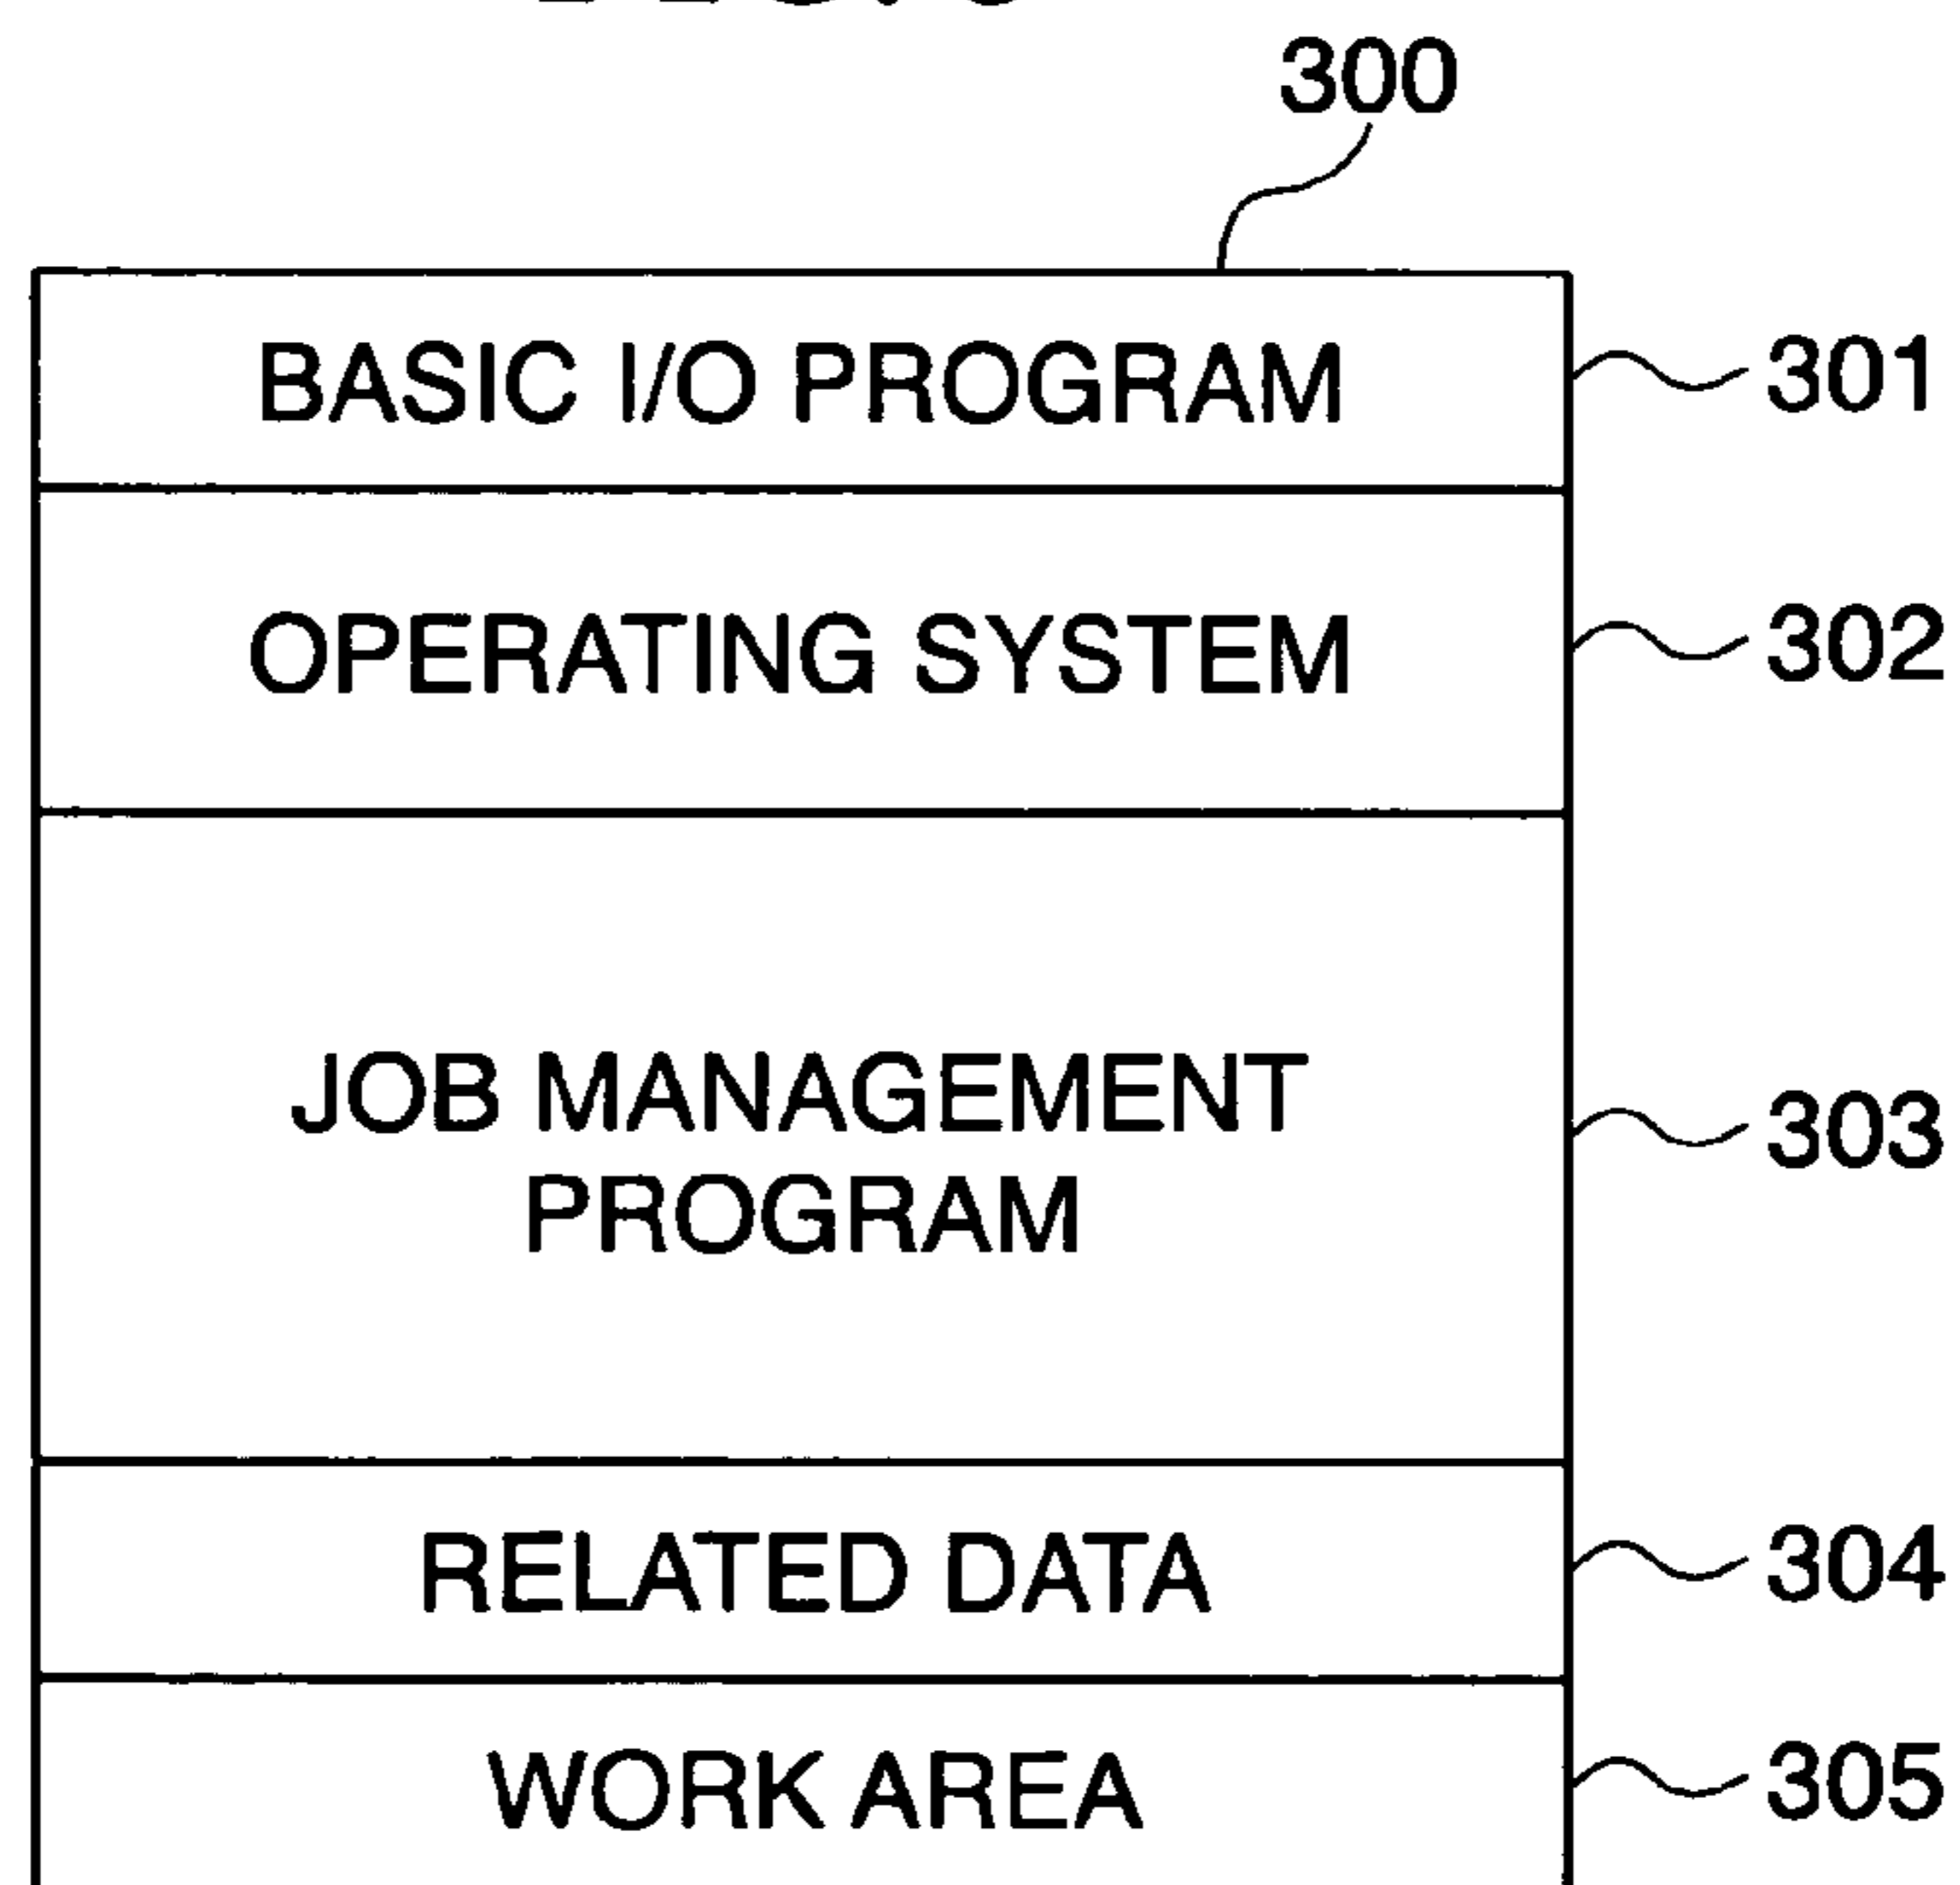 300
BASIC I/O PROGRAM
301
OPERATING SYSTEM
302
JOB MANAGEMENT
PROGRAM
303
RELATED DATA
304
WORK AREA
305